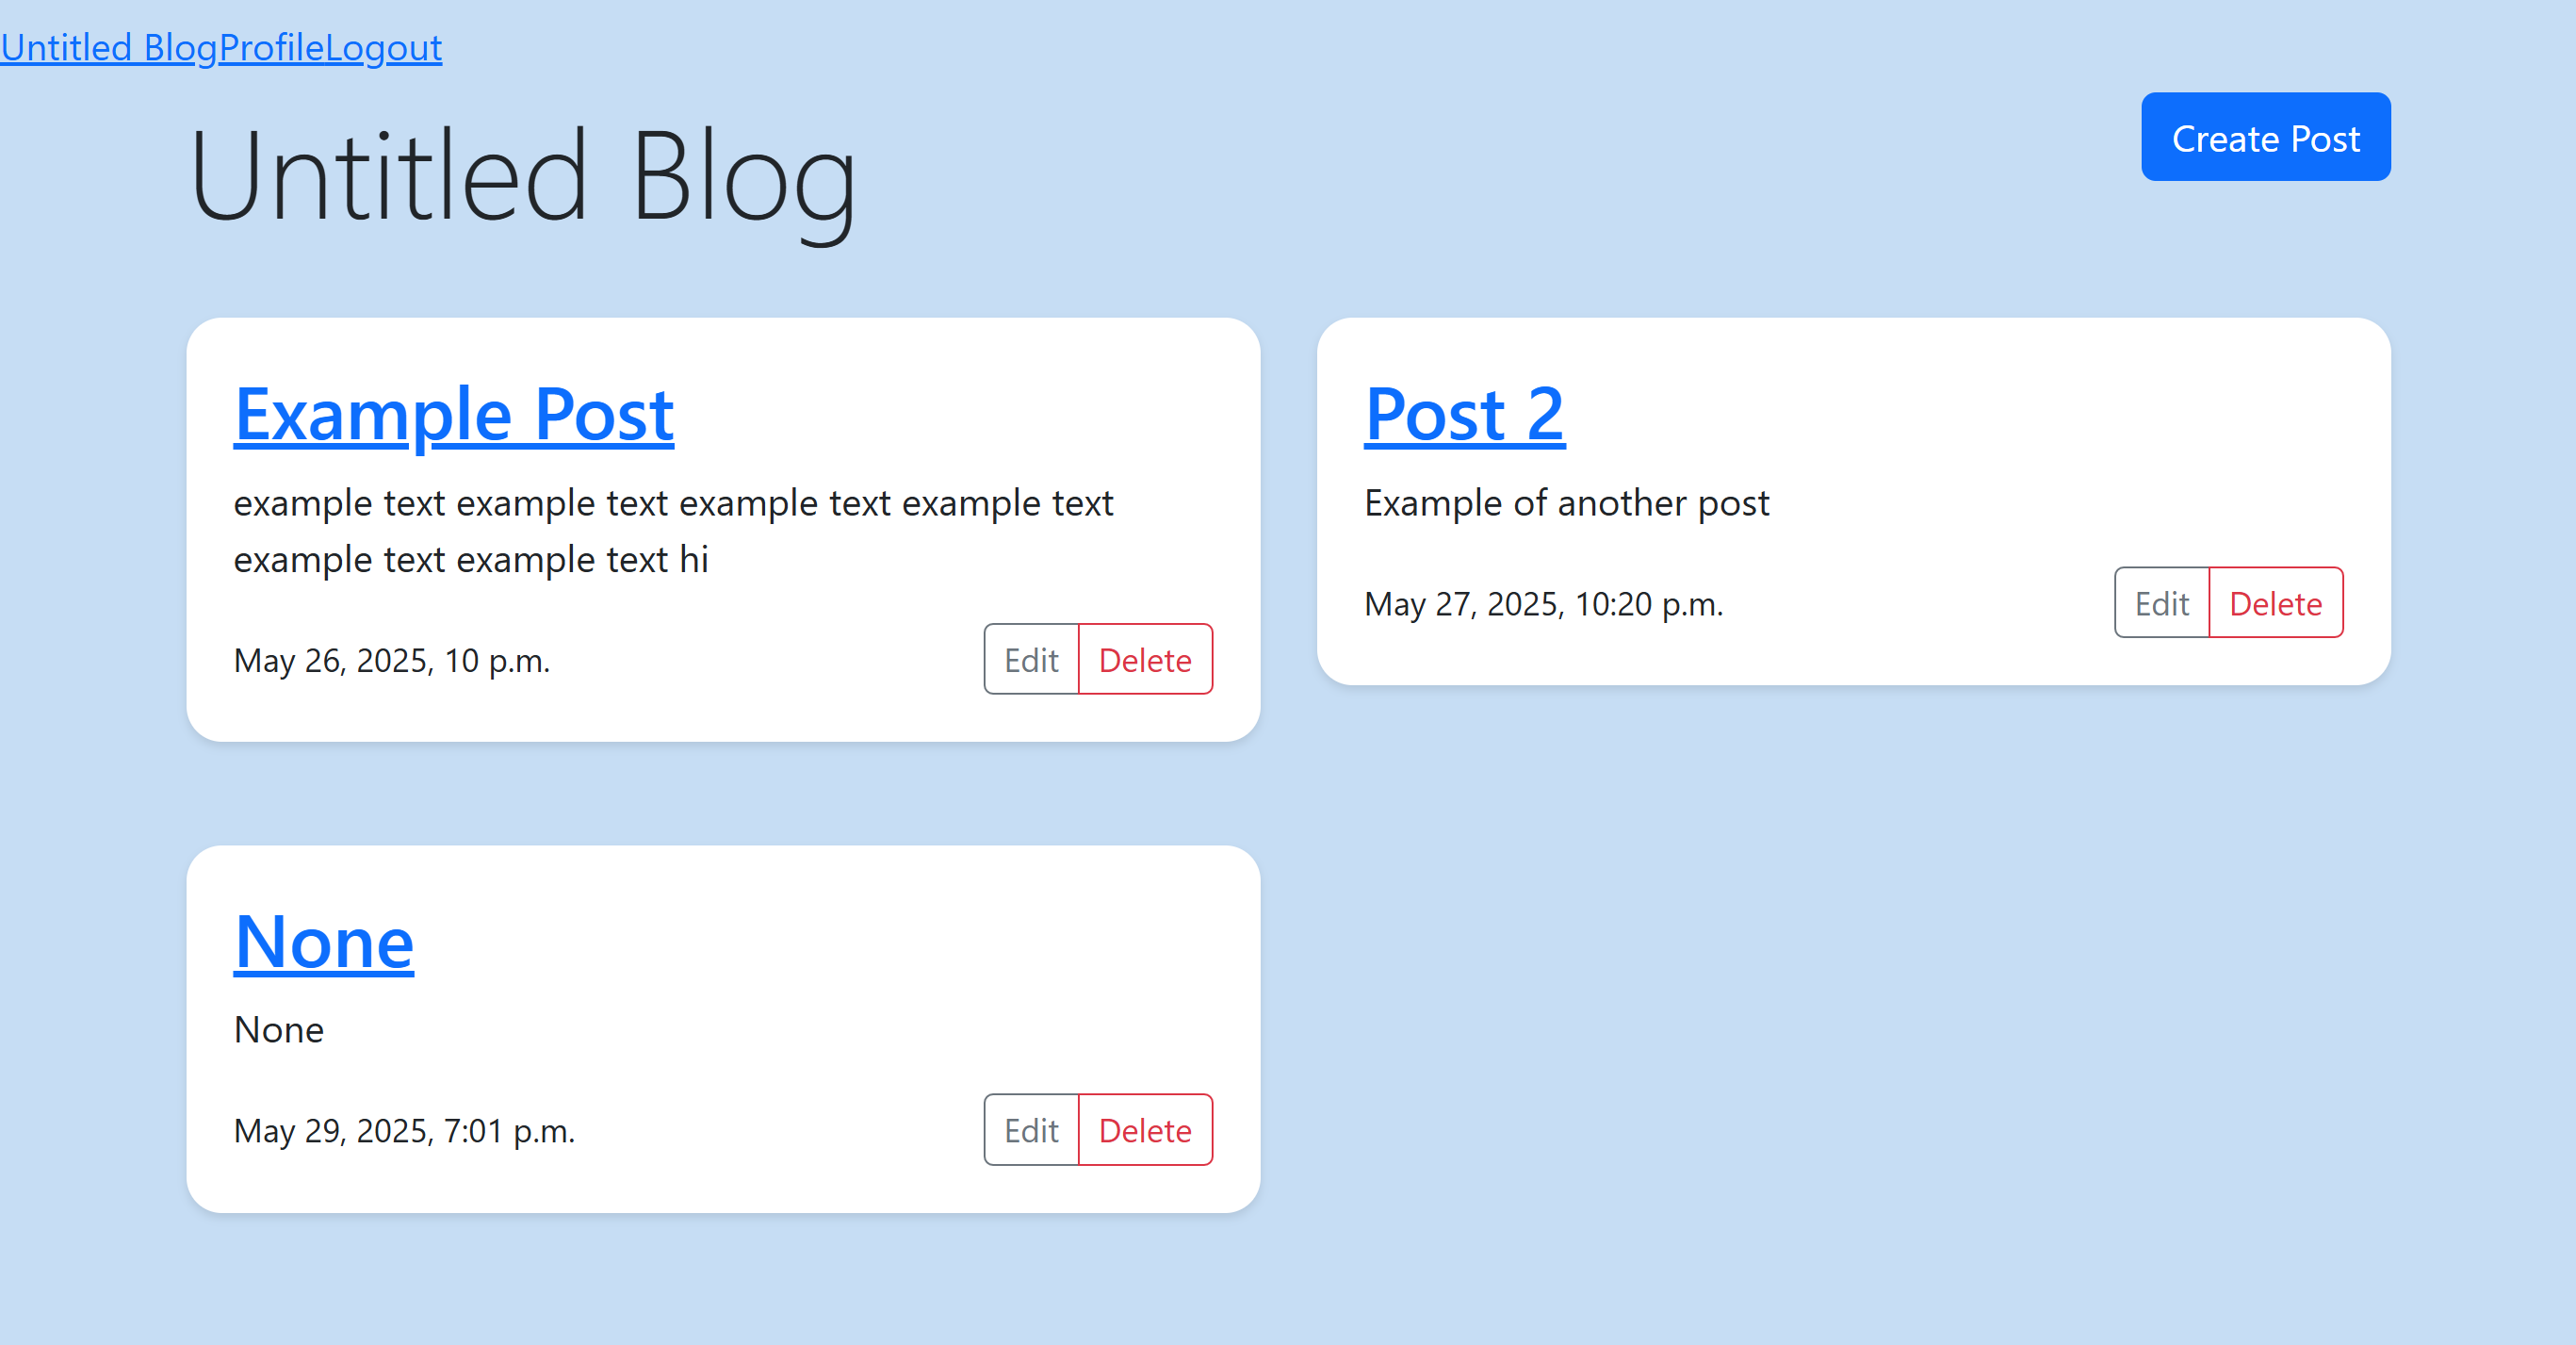 Untitled BlogProfileLogout
Untitled Blog
Create Post
Example Post
example text example text example text example text
example text example text hi
May 26, 2025, 10 p.m.
Edit Delete
Post 2
Example of another post
May 27, 2025, 10:20 p.m.
Edit Delete
None
None
May 29, 2025, 7:01 p.m.
Edit Delete